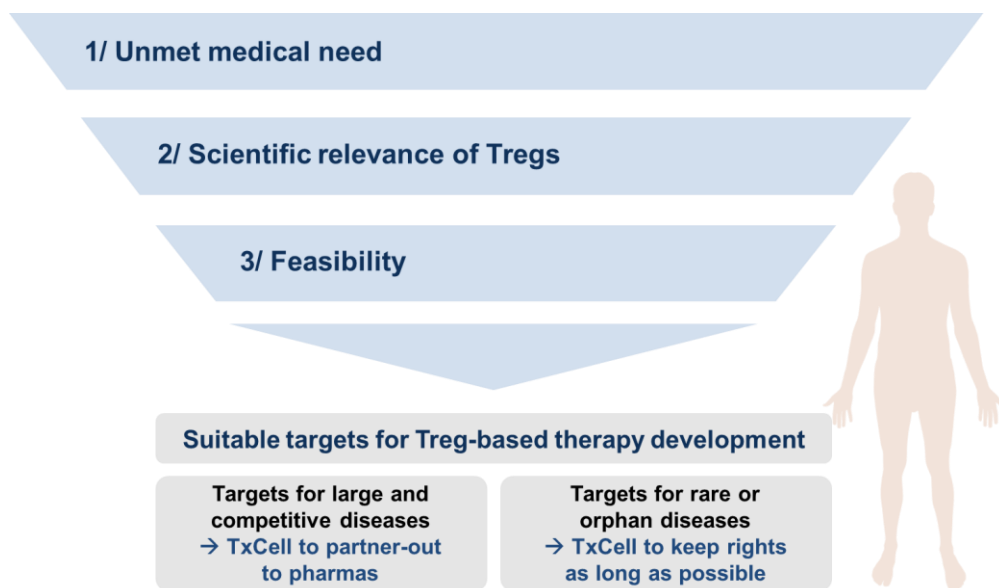 1/ Unmet medical need
2/ Scientific relevance of Tregs
3/ Feasibility
Suitable targets for Treg-based therapy development
Targets for large and
competitive diseases
→ TxCell to partner-out
to pharmas
Targets for rare or
orphan diseases
→ TxCell to keep rights
as long as possible